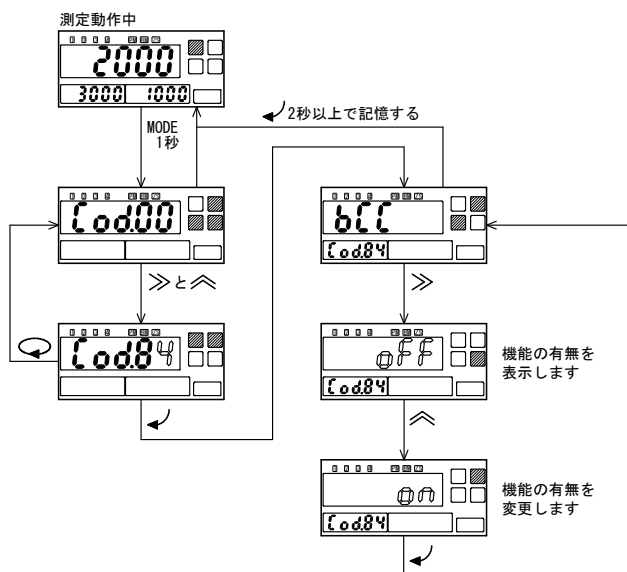 測定動作中
2000
3000 1000
MODE
1秒
2秒以上で記憶する
Cod.00
≫と︽
Cod.84
bCC
Cod.84
≫
oFF
Cod.84
機能の有無を
表示します
︽
on
Cod.84
機能の有無を
変更します